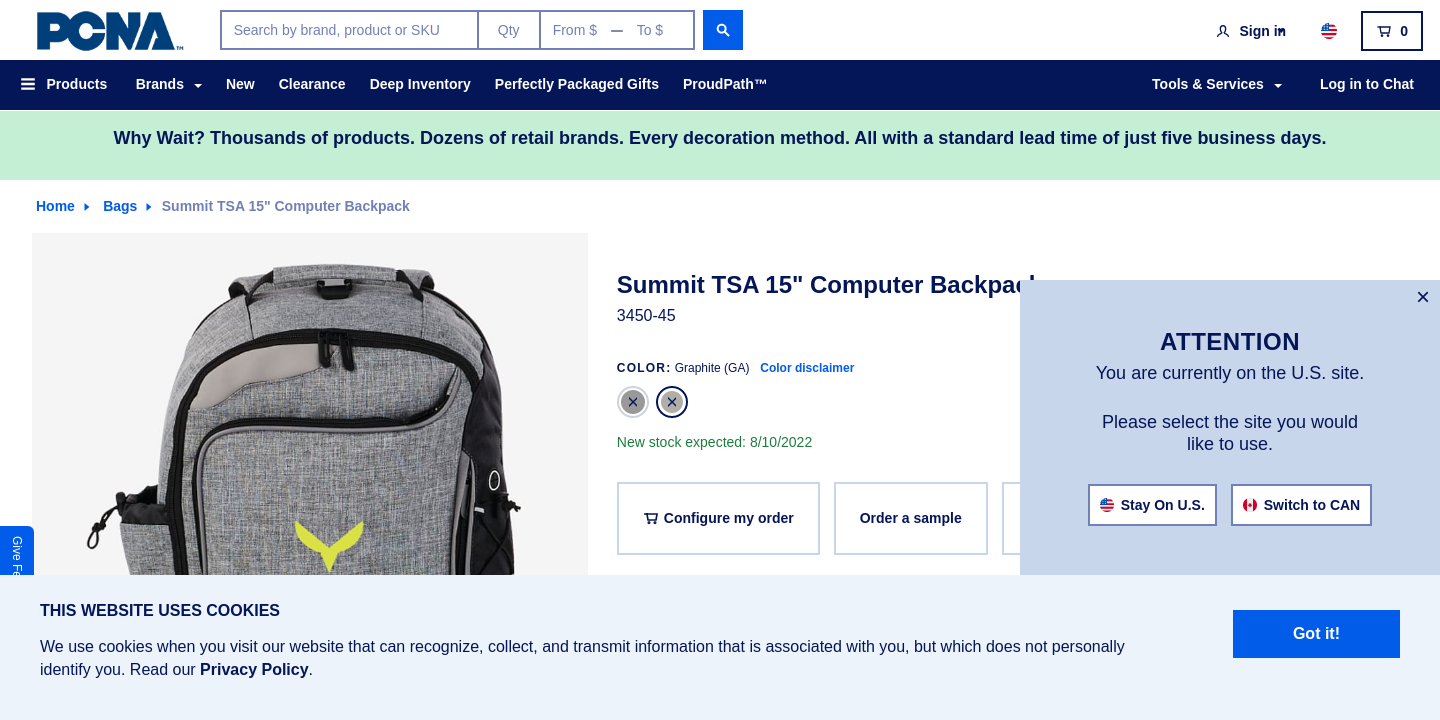 PCNA™
Search by brand, product or SKU
Qty
From $ — To $
Sign in
0
Products
Brands
New
Clearance
Deep Inventory
Perfectly Packaged Gifts
ProudPath™
Tools & Services
Log in to Chat
Why Wait? Thousands of products. Dozens of retail brands. Every decoration method. All with a standard lead time of just five business days.
Home
Bags
Summit TSA 15" Computer Backpack
Summit TSA 15" Computer Backpack
3450-45
COLOR: Graphite (GA) Color disclaimer
New stock expected: 8/10/2022
Configure my order
Order a sample
×
ATTENTION
You are currently on the U.S. site.
Please select the site you would
like to use.
Stay On U.S.
Switch to CAN
Give
THIS WEBSITE USES COOKIES
We use cookies when you visit our website that can recognize, collect, and transmit information that is associated with you, but which does not personally
identify you. Read our Privacy Policy.
Got it!